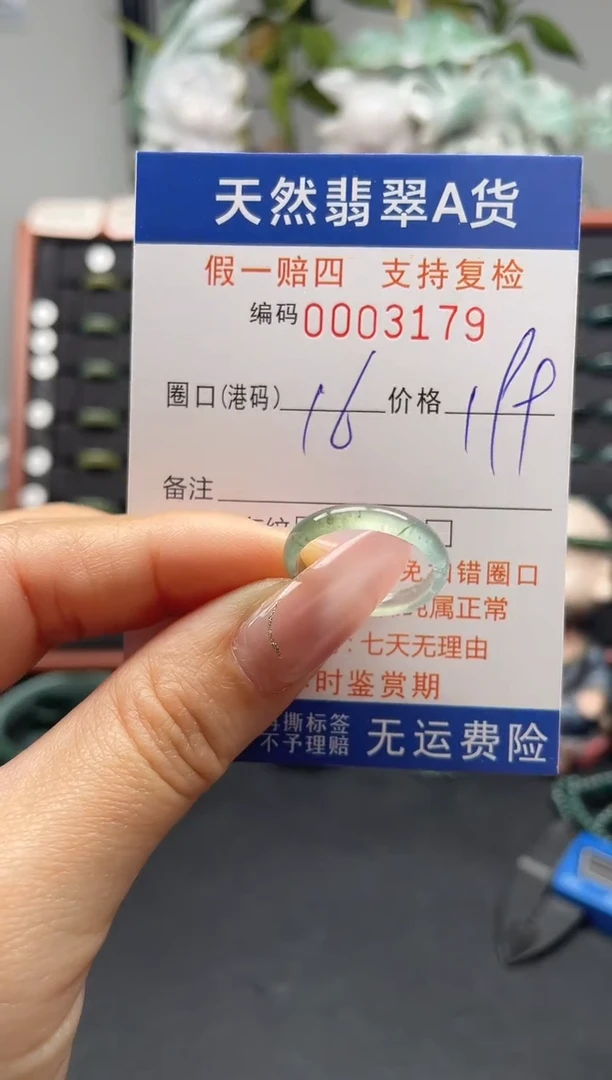 天然翡翠A货
假一赔四 支持复检
编码0003179
圈口(港码) 16 价格 199
备注
错圈口
属正常
:七天无理由
时鉴赏期
撕标签
不予理赔 无运费险